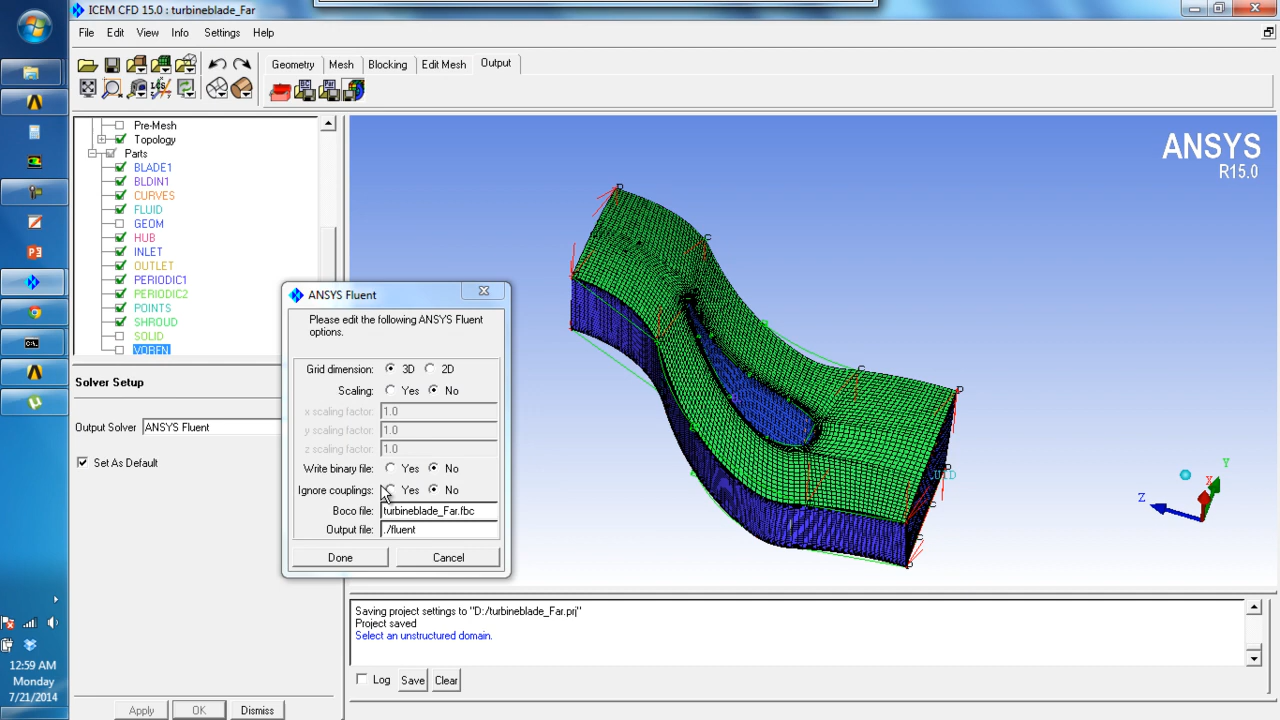 ICEM CFD 15.0 : turbineblade_Far
File Edit View Info Settings Help
Geometry Mesh Blocking Edit Mesh Output
LCS
Pre-Mesh
Topology
Parts
BLADE1
BLDIN1
CURVES
FLUID
GEOM
HUB
INLET
OUTLET
PERIODIC1
PERIODIC2
POINTS
SHROUD
SOLID
VORFN
Solver Setup
Output Solver ANSYS Fluent
Set As Default
Apply OK Dismiss
ANSYS
R15.0
ANSYS Fluent
Please edit the following ANSYS Fluent
options.
Grid dimension: 3D 2D
Scaling: Yes No
x scaling factor: 1.0
y scaling factor: 1.0
z scaling factor: 1.0
Write binary file: Yes No
Ignore couplings: Yes No
Boco file: turbineblade_Far.fbc
Output file: ./fluent
Done Cancel
Y
X
Z
Saving project settings to "D:/turbineblade_Far.prj"
Project saved
Select an unstructured domain.
Log Save Clear
12:59 AM
Monday
7/21/2014